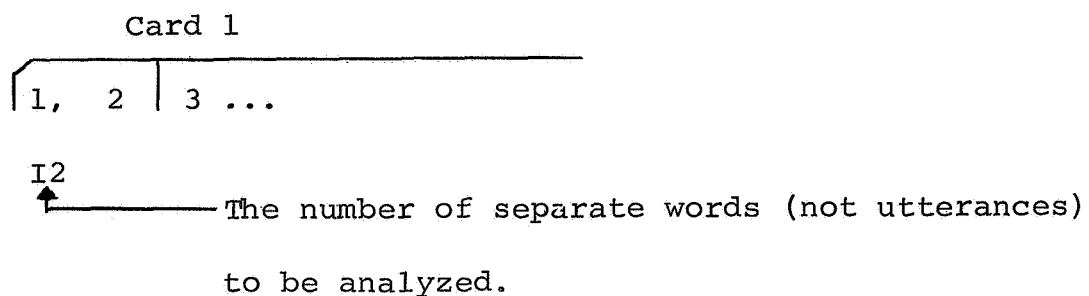 Card 1
1, 2 3 ...
I2
The number of separate words (not utterances)
to be analyzed.